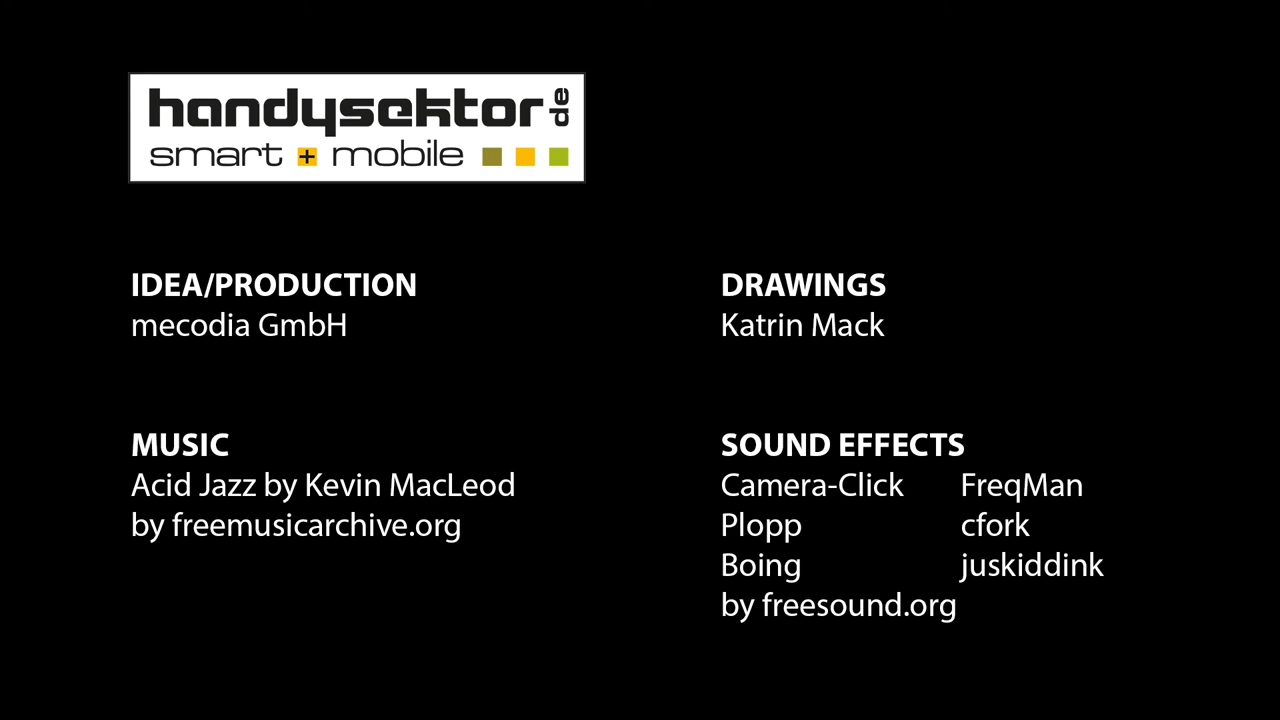 handysektor.de
smart + mobile
IDEA/PRODUCTION
mecodia GmbH
DRAWINGS
Katrin Mack
MUSIC
Acid Jazz by Kevin MacLeod
by freemusicarchive.org
SOUND EFFECTS
Camera-Click FreqMan
Plopp cfork
Boing juskiddink
by freesound.org